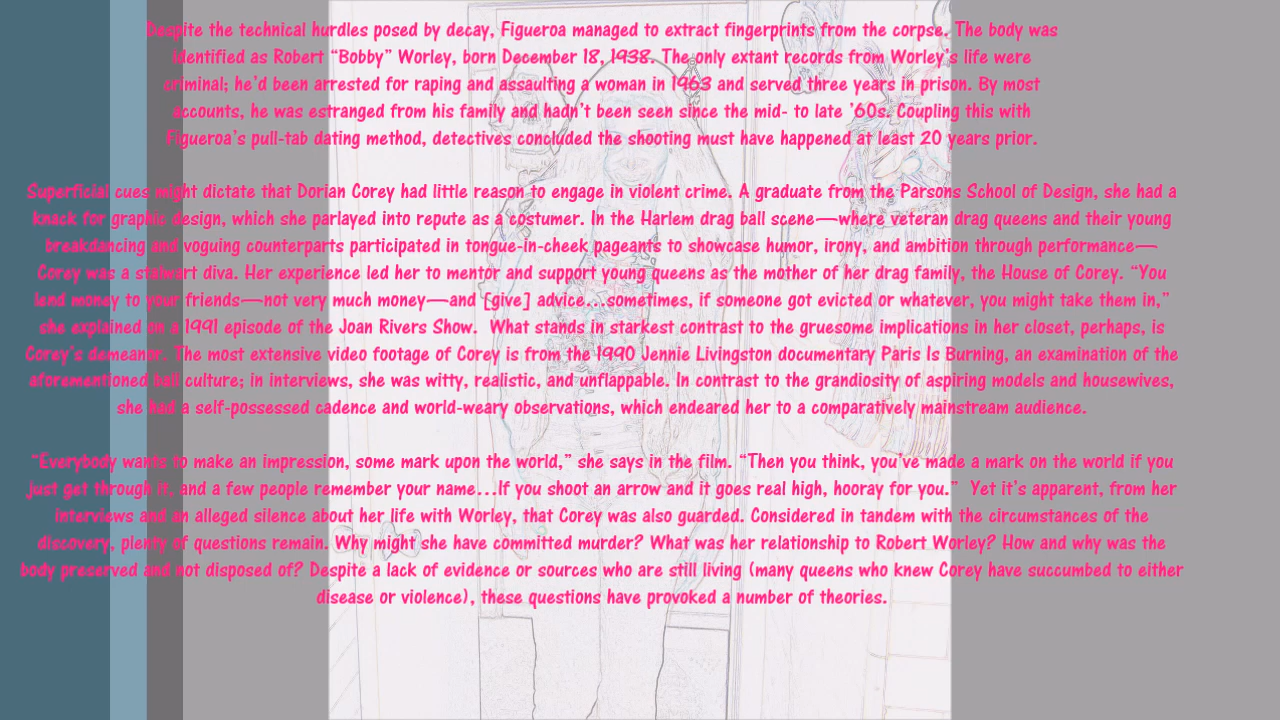 Despite the technical hurdles posed by decay, Figueroa managed to extract fingerprints from the corpse. The body was
identified as Robert “Bobby” Worley, born December 18, 1938. The only extant records from Worley’s life were
criminal; he’d been arrested for raping and assaulting a woman in 1963 and served three years in prison. By most
accounts, he was estranged from his family and hadn’t been seen since the mid- to late ’60s. Coupling this with
Figueroa’s pull-tab dating method, detectives concluded the shooting must have happened at least 20 years prior.
Superficial cues might dictate that Dorian Corey had little reason to engage in violent crime. A graduate from the Parsons School of Design, she had a
knack for graphic design, which she parlayed into repute as a costumer. In the Harlem drag ball scene—where veteran drag queens and their young
breakdancing and voguing counterparts participated in tongue-in-cheek pageants to showcase humor, irony, and ambition through performance—
Corey was a stalwart diva. Her experience led her to mentor and support young queens as the mother of her drag family, the House of Corey. “You
lend money to your friends—not very much money—and [give] advice...sometimes, if someone got evicted or whatever, you might take them in,”
she explained on a 1991 episode of the Joan Rivers Show.  What stands in starkest contrast to the gruesome implications in her closet, perhaps, is
Corey’s demeanor. The most extensive video footage of Corey is from the 1990 Jennie Livingston documentary Paris Is Burning, an examination of the
aforementioned ball culture; in interviews, she was witty, realistic, and unflappable. In contrast to the grandiosity of aspiring models and housewives,
she had a self-possessed cadence and world-weary observations, which endeared her to a comparatively mainstream audience.
“Everybody wants to make an impression, some mark upon the world,” she says in the film. “Then you think, you’ve made a mark on the world if you
just get through it, and a few people remember your name...If you shoot an arrow and it goes real high, hooray for you.”  Yet it’s apparent, from her
interviews and an alleged silence about her life with Worley, that Corey was also guarded. Considered in tandem with the circumstances of the
discovery, plenty of questions remain. Why might she have committed murder? What was her relationship to Robert Worley? How and why was the
body preserved and not disposed of? Despite a lack of evidence or sources who are still living (many queens who knew Corey have succumbed to either
disease or violence), these questions have provoked a number of theories.